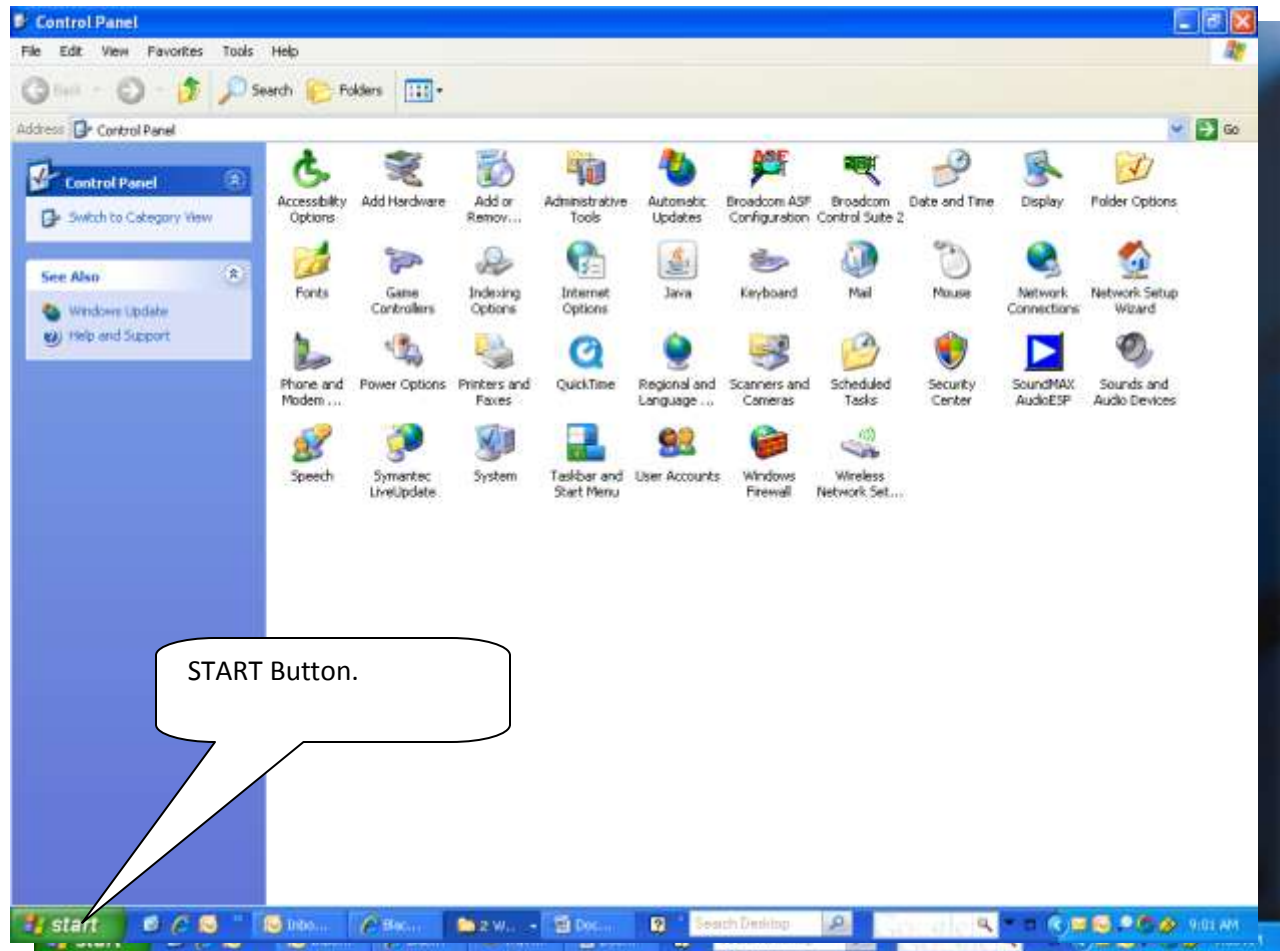 Control Panel
File Edit View Favorites Tools Help
Back Search Folders
Address Control Panel Go
Control Panel
Switch to Category View
See Also
Windows Update
Help and Support
Accessibility Options
Add Hardware
Add or Remov...
Administrative Tools
Automatic Updates
Broadcom ASF Configuration
Broadcom Control Suite 2
Date and Time
Display
Folder Options
Fonts
Game Controllers
Indexing Options
Internet Options
Java
Keyboard
Mail
Mouse
Network Connections
Network Setup Wizard
Phone and Modem ...
Power Options
Printers and Faxes
QuickTime
Regional and Language ...
Scanners and Cameras
Scheduled Tasks
Security Center
SoundMAX AudioESP
Sounds and Audio Devices
Speech
Symantec LiveUpdate
System
Taskbar and Start Menu
User Accounts
Windows Firewall
Wireless Network Set...
START Button.
start Inbo... Blac... 2 W... Doc... Search Desktop 9:01 AM